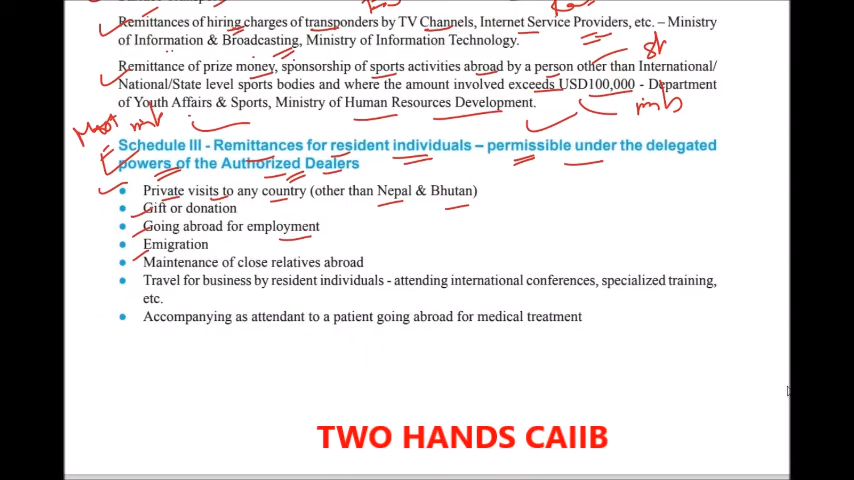 Remittances of hiring charges of transponders by TV Channels, Internet Service Providers, etc. – Ministry
of Information & Broadcasting, Ministry of Information Technology.
Remittance of prize money, sponsorship of sports activities abroad by a person other than International/
National/State level sports bodies and where the amount involved exceeds USD100,000 - Department
of Youth Affairs & Sports, Ministry of Human Resources Development.
Most
Schedule III - Remittances for resident individuals – permissible under the delegated
powers of the Authorized Dealers
• Private visits to any country (other than Nepal & Bhutan)
• Gift or donation
• Going abroad for employment
• Emigration
• Maintenance of close relatives abroad
• Travel for business by resident individuals - attending international conferences, specialized training,
etc.
• Accompanying as attendant to a patient going abroad for medical treatment
TWO HANDS CAIIB